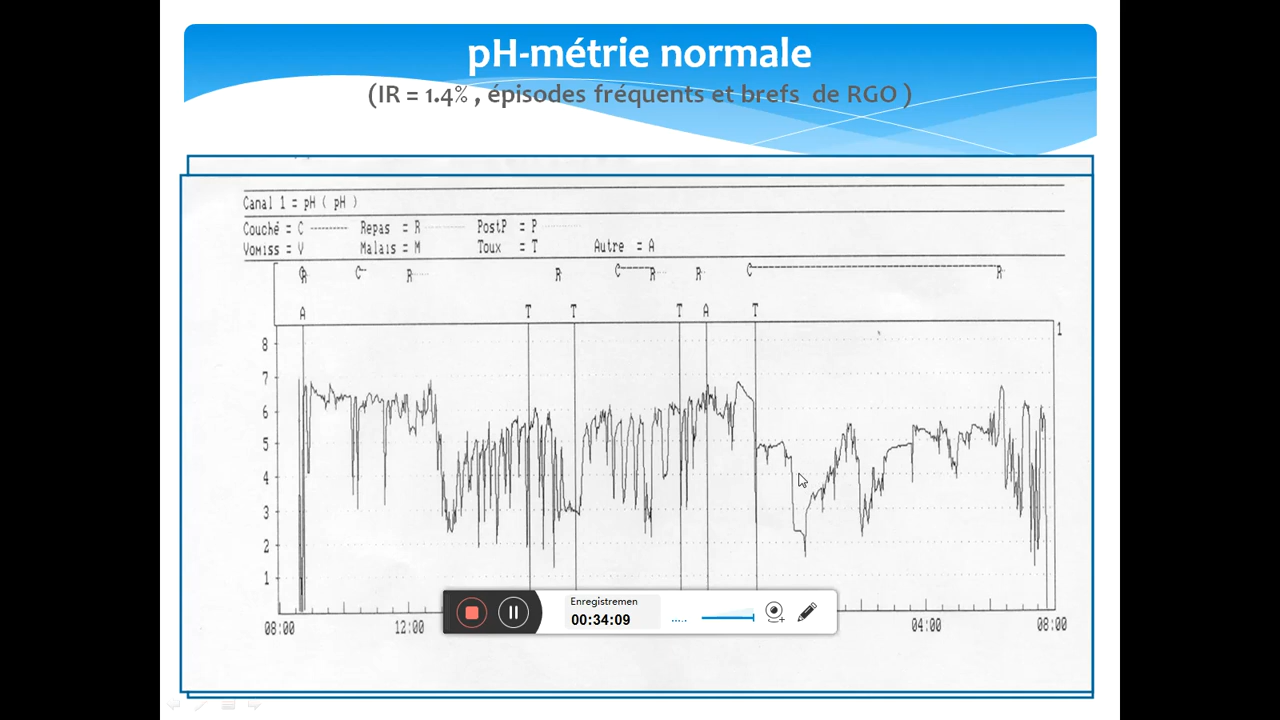 pH-métrie normale
(IR = 1.4% , épisodes fréquents et brefs de RGO )
Canal 1 = pH ( pH )
Couché = C ---------- Repas = R PostP = P
Vomiss = V Malais = M Toux = T Autre = A
C R C R R C R R C R
A T T T A T
1
8
7
6
5
4
3
2
1
Enregistremen
00:34:09
08:00 12:00 04:00 08:00